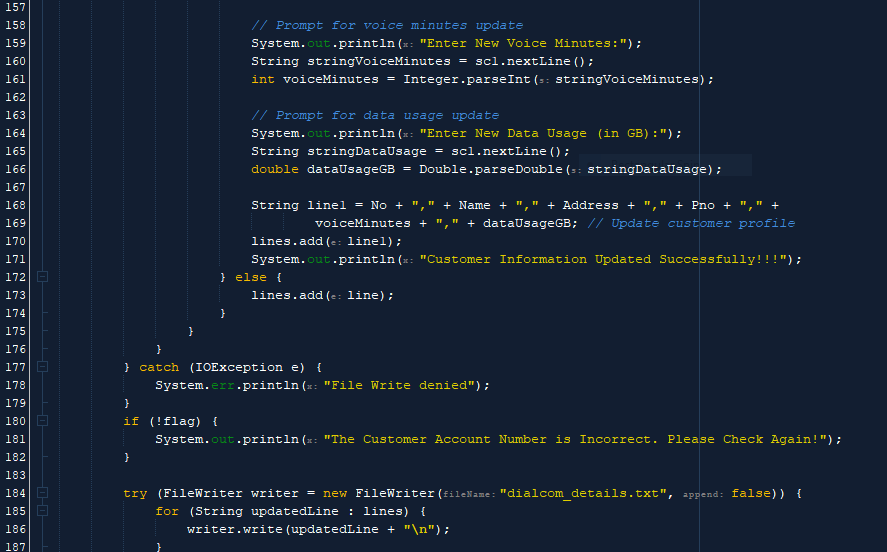 157
158 // Prompt for voice minutes update
159 System.out.println(x: "Enter New Voice Minutes:");
160 String stringVoiceMinutes = sc1.nextLine();
161 int voiceMinutes = Integer.parseInt(s: stringVoiceMinutes);
162
163 // Prompt for data usage update
164 System.out.println(x: "Enter New Data Usage (in GB):");
165 String stringDataUsage = sc1.nextLine();
166 double dataUsageGB = Double.parseDouble(s: stringDataUsage);
167
168 String line1 = No + "," + Name + "," + Address + "," + Pno + "," +
169 voiceMinutes + "," + dataUsageGB; // Update customer profile
170 lines.add(e: line1);
171 System.out.println(x: "Customer Information Updated Successfully!!!");
172 } else {
173 lines.add(e: line);
174 }
175 }
176 }
177 } catch (IOException e) {
178 System.err.println(x: "File Write denied");
179 }
180 if (!flag) {
181 System.out.println(x: "The Customer Account Number is Incorrect. Please Check Again!");
182 }
183
184 try (FileWriter writer = new FileWriter(fileName: "dialcom_details.txt", append: false)) {
185 for (String updatedLine : lines) {
186 writer.write(updatedLine + "\n");
187 }